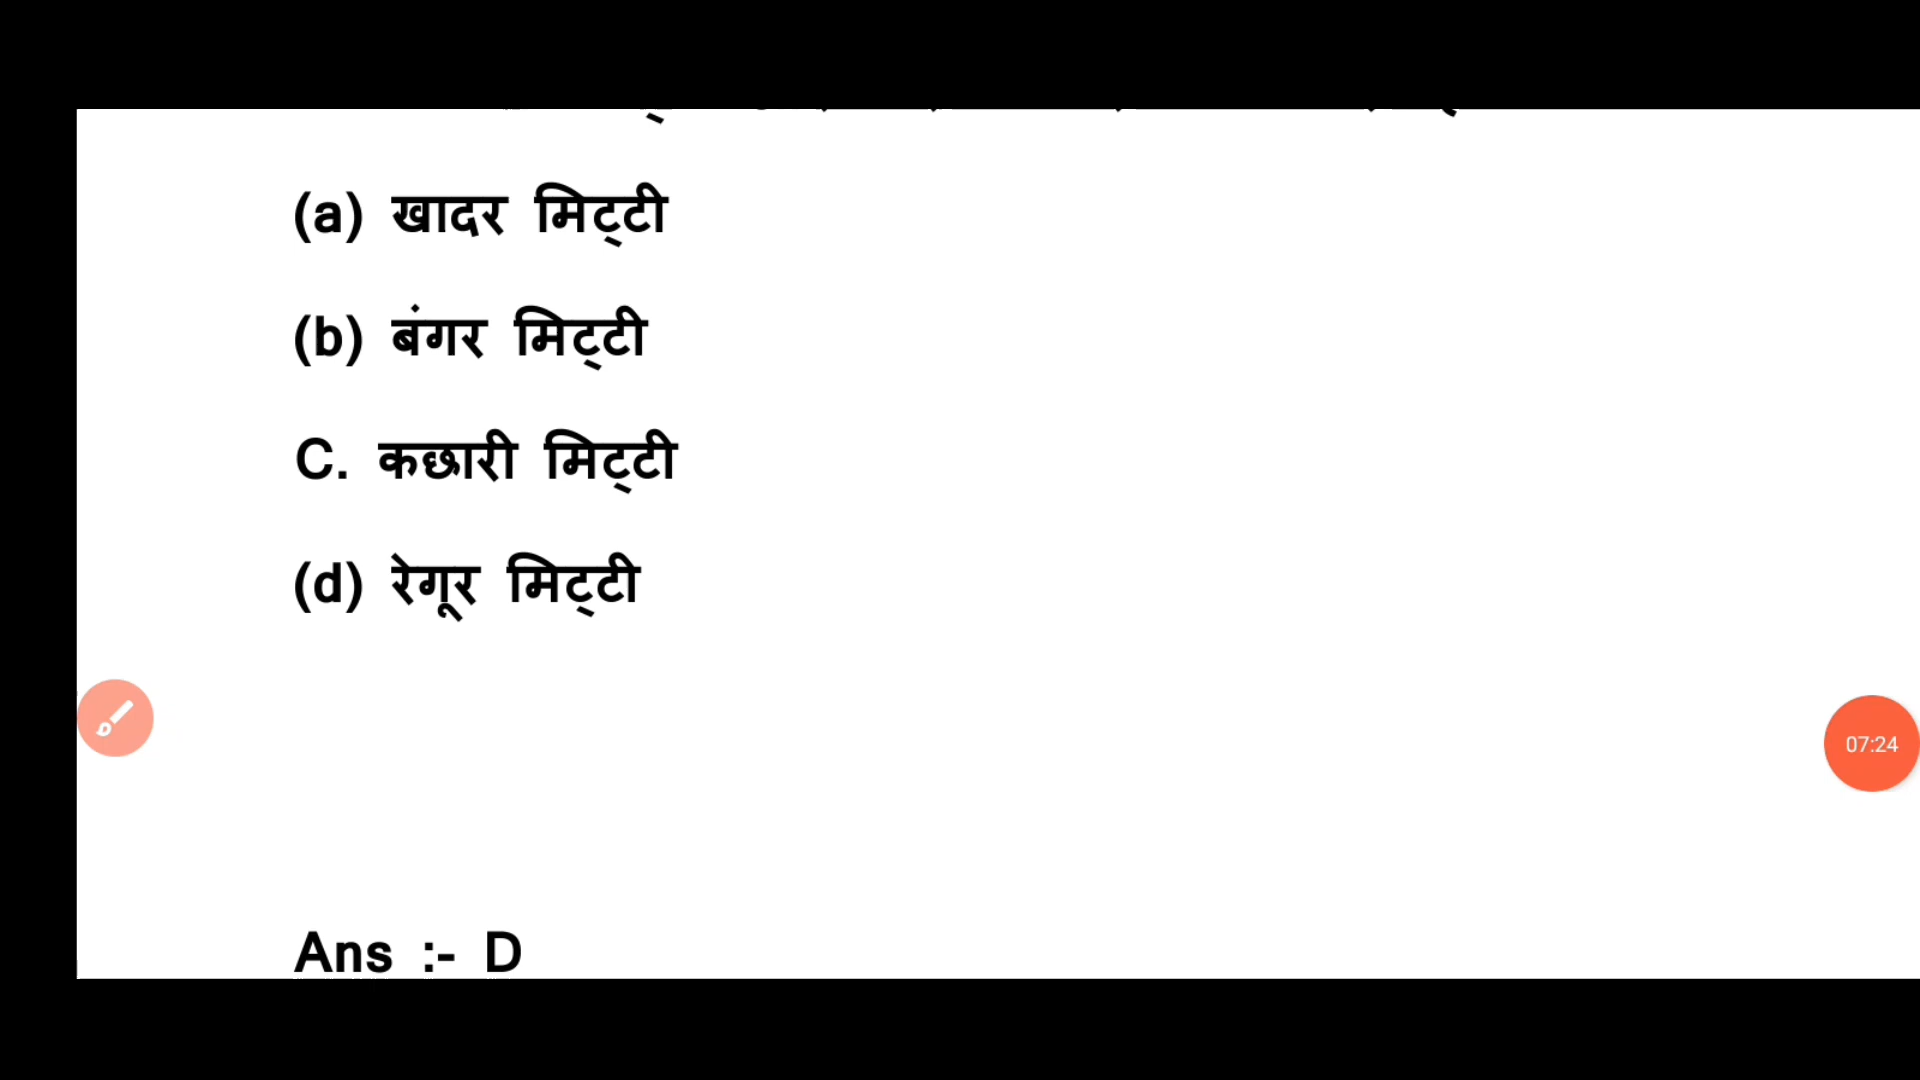 (a) खादर मिट्टी
(b) बंगर मिट्टी
C. कछारी मिट्टी
(d) रेगूर मिट्टी
07:24
Ans :- D